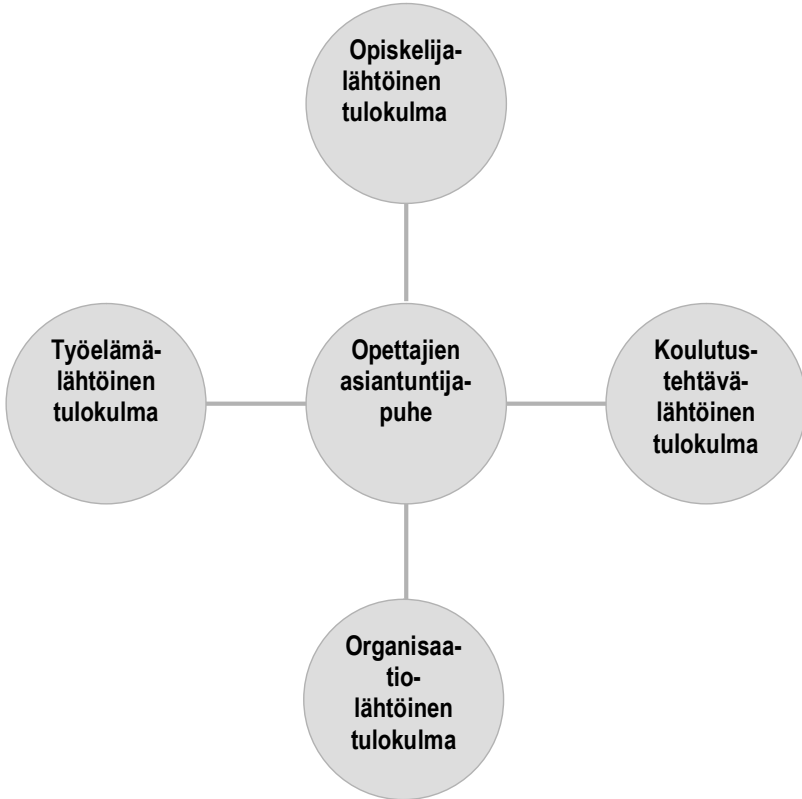 Opiskelija-
lähtöinen
tulokulma
Työelämä-
lähtöinen
tulokulma
Opettajien
asiantuntija-
puhe
Koulutus-
tehtävä-
lähtöinen
tulokulma
Organisaa-
tio-
lähtöinen
tulokulma